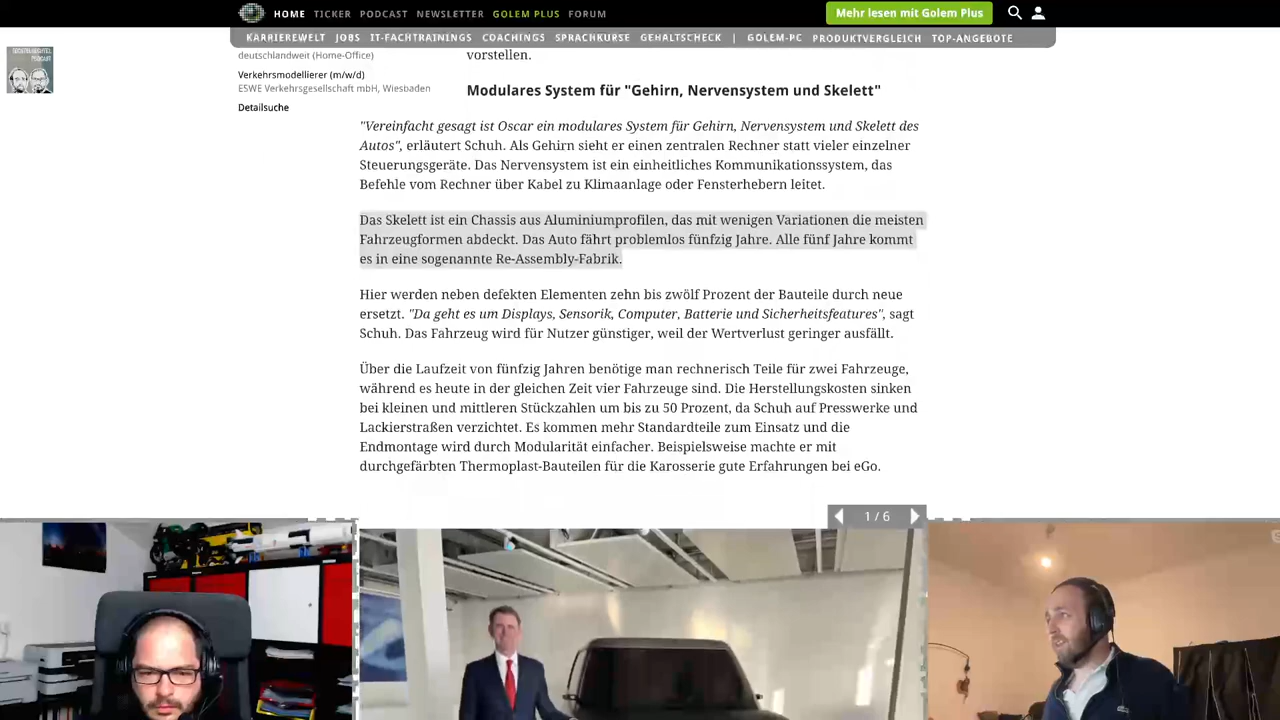 HOME TICKER PODCAST NEWSLETTER GOLEM PLUS FORUM
Mehr lesen mit Golem Plus
KARRIEREWELT JOBS IT-FACHTRAININGS COACHINGS SPRACHKURSE GEHALTSCHECK | GOLEM-PC PRODUKTVERGLEICH TOP-ANGEBOTE
deutschlandweit (Home-Office)
Verkehrsmodellierer (m/w/d)
ESWE Verkehrsgesellschaft mbH, Wiesbaden
Detailsuche
vorstellen.
Modulares System für "Gehirn, Nervensystem und Skelett"
"Vereinfacht gesagt ist Oscar ein modulares System für Gehirn, Nervensystem und Skelett des
Autos", erläutert Schuh. Als Gehirn sieht er einen zentralen Rechner statt vieler einzelner
Steuerungsgeräte. Das Nervensystem ist ein einheitliches Kommunikationssystem, das
Befehle vom Rechner über Kabel zu Klimaanlage oder Fensterhebern leitet.
Das Skelett ist ein Chassis aus Aluminiumprofilen, das mit wenigen Variationen die meisten
Fahrzeugformen abdeckt. Das Auto fährt problemlos fünfzig Jahre. Alle fünf Jahre kommt
es in eine sogenannte Re-Assembly-Fabrik.
Hier werden neben defekten Elementen zehn bis zwölf Prozent der Bauteile durch neue
ersetzt. "Da geht es um Displays, Sensorik, Computer, Batterie und Sicherheitsfeatures", sagt
Schuh. Das Fahrzeug wird für Nutzer günstiger, weil der Wertverlust geringer ausfällt.
Über die Laufzeit von fünfzig Jahren benötige man rechnerisch Teile für zwei Fahrzeuge,
während es heute in der gleichen Zeit vier Fahrzeuge sind. Die Herstellungskosten sinken
bei kleinen und mittleren Stückzahlen um bis zu 50 Prozent, da Schuh auf Presswerke und
Lackierstraßen verzichtet. Es kommen mehr Standardteile zum Einsatz und die
Endmontage wird durch Modularität einfacher. Beispielsweise machte er mit
durchgefärbten Thermoplast-Bauteilen für die Karosserie gute Erfahrungen bei eGo.
1 / 6